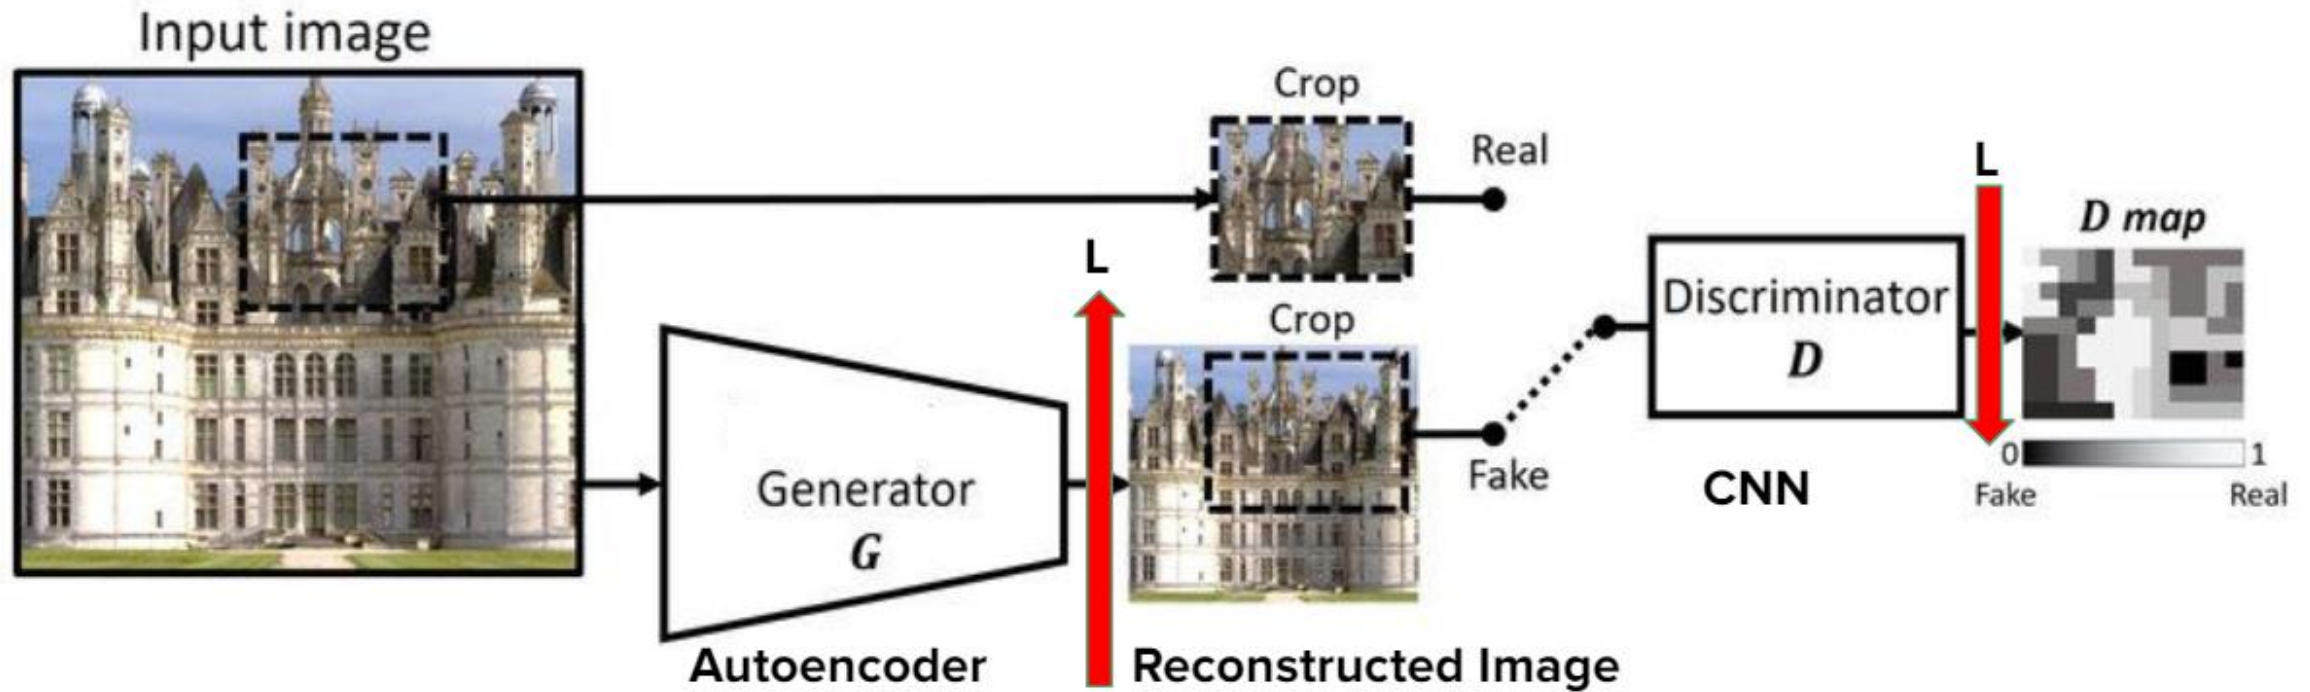 Input image
Crop
Real
L
Crop
Fake
Generator
G
Autoencoder
Reconstructed Image
Discriminator
D
CNN
L
D map
0
1
Fake
Real